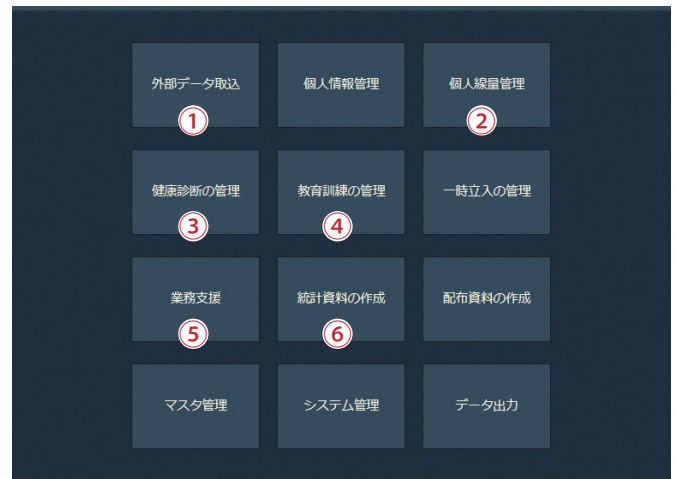 外部データ取込 個人情報管理 個人線量管理
① ②
健康診断の管理 教育訓練の管理 一時立入の管理
③ ④
業務支援 統計資料の作成 配布資料の作成
⑤ ⑥
マスタ管理 システム管理 データ出力